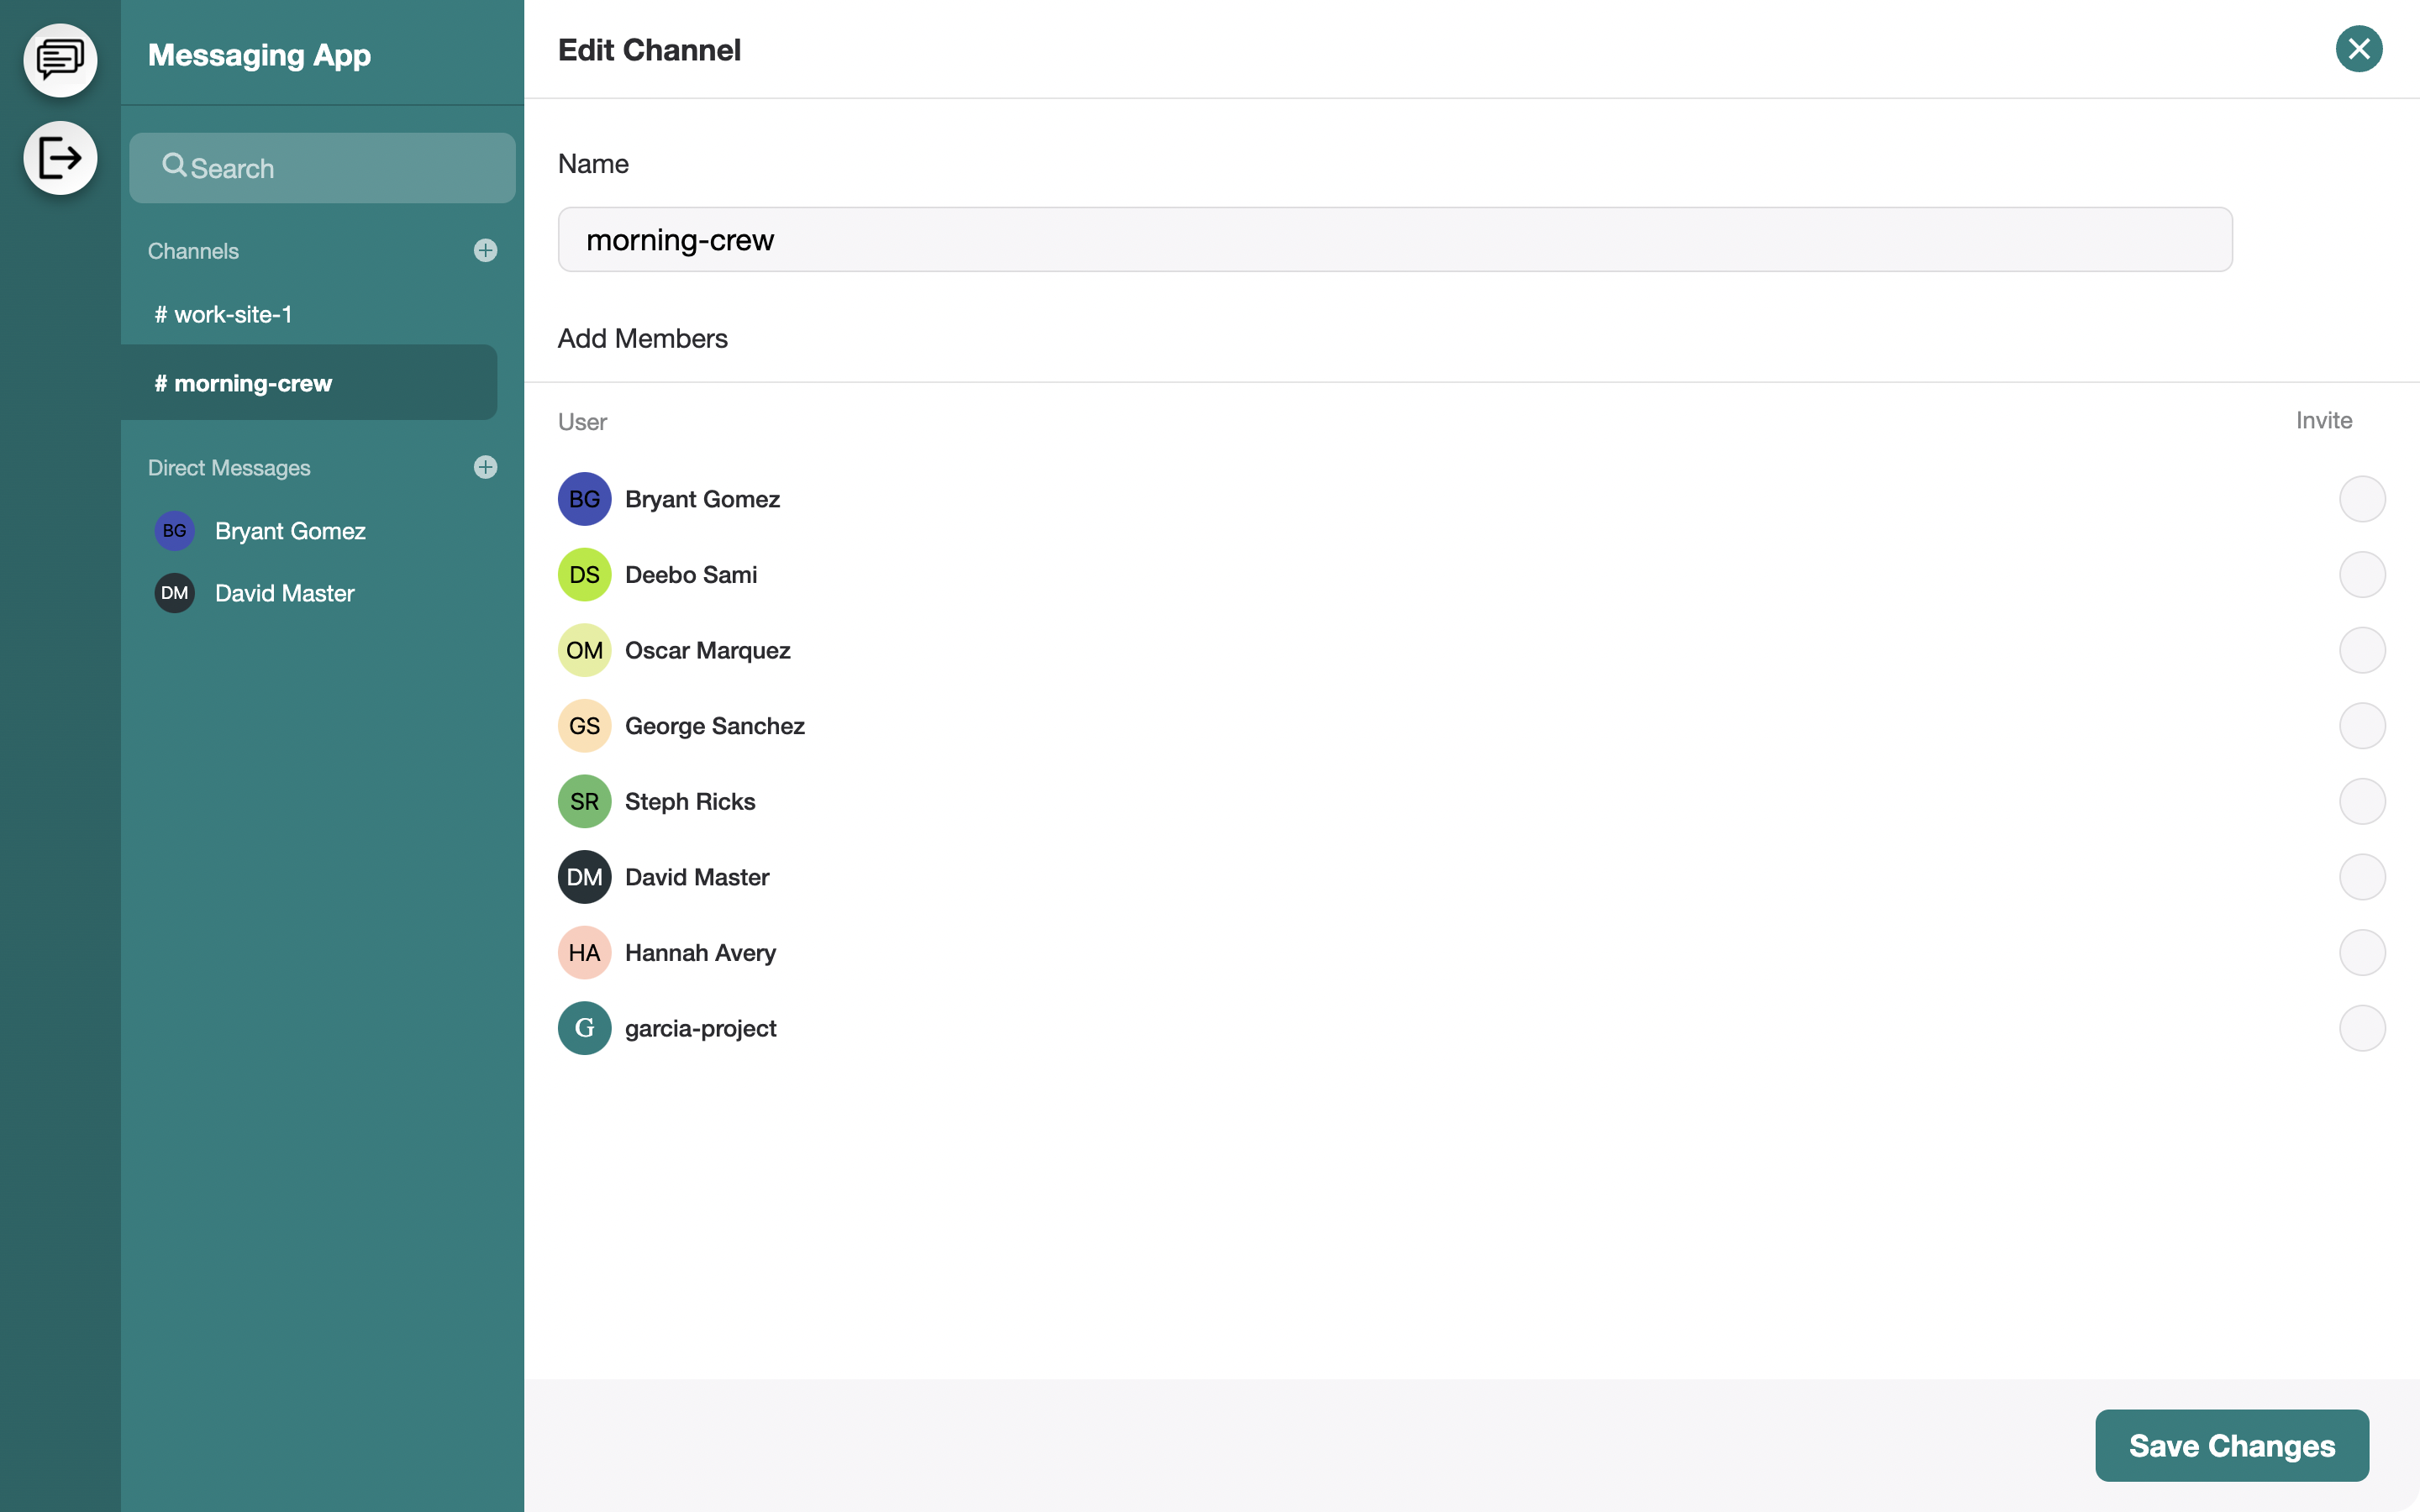 Messaging App
Search
Channels
# work-site-1
# morning-crew
Direct Messages
BG Bryant Gomez
DM David Master
Edit Channel
Name
morning-crew
Add Members
User Invite
BG Bryant Gomez
DS Deebo Sami
OM Oscar Marquez
GS George Sanchez
SR Steph Ricks
DM David Master
HA Hannah Avery
G garcia-project
Save Changes